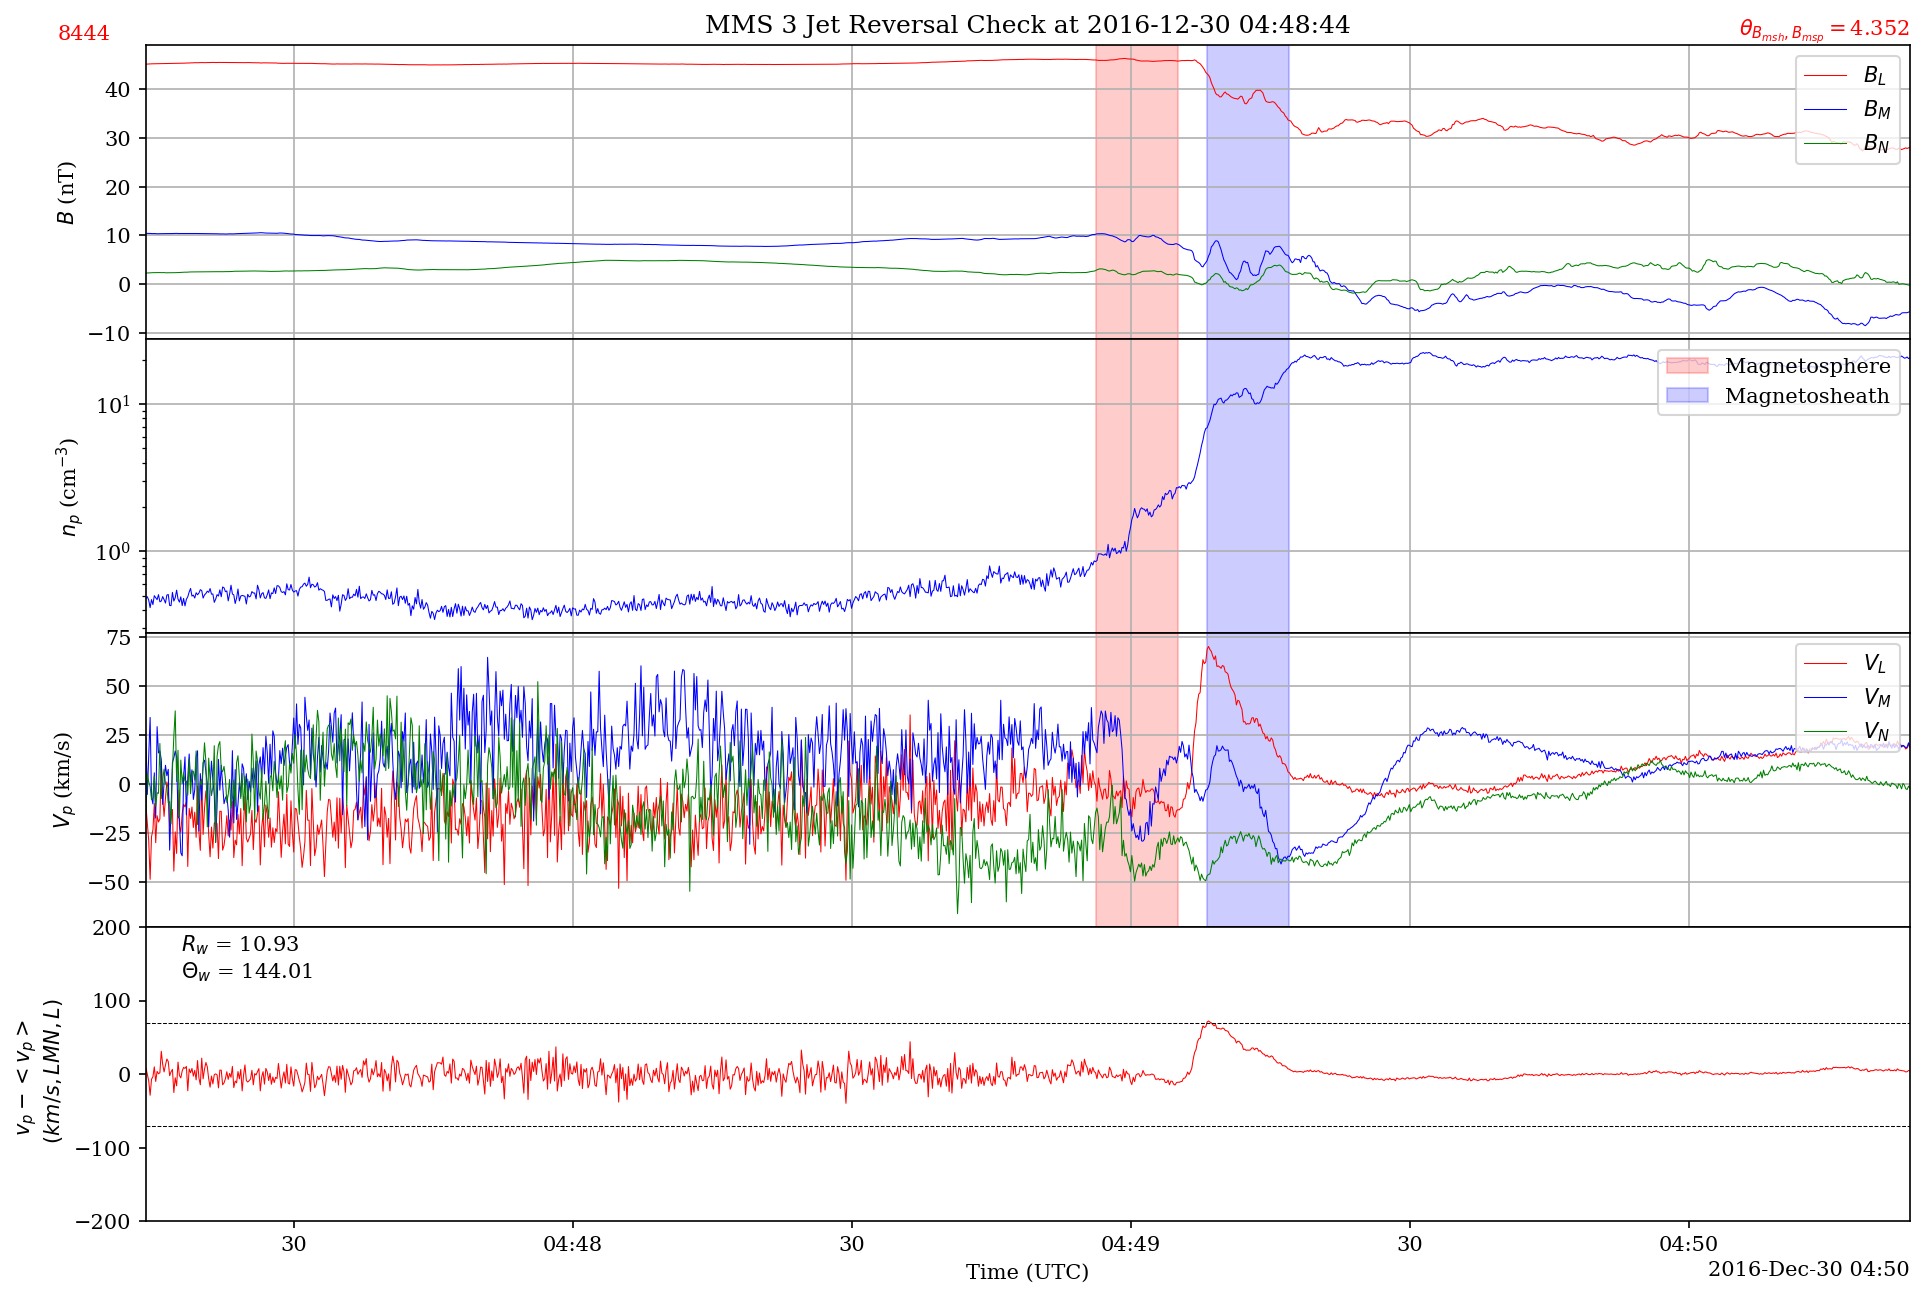 MMS 3 Jet Reversal Check at 2016-12-30 04:48:44
8444
θ_{B_{msh}, B_{msp}} = 4.352
40
30
20
10
0
−10
B (nT)
B_L
B_M
B_N
10^1
10^0
n_p (cm^{−3})
Magnetosphere
Magnetosheath
75
50
25
0
−25
−50
V_p (km/s)
V_L
V_M
V_N
200
100
0
−100
−200
v_p − < v_p >
(km/s, LMN, L)
R_w = 10.93
Θ_w = 144.01
30
04:48
30
04:49
30
04:50
Time (UTC)
2016-Dec-30 04:50